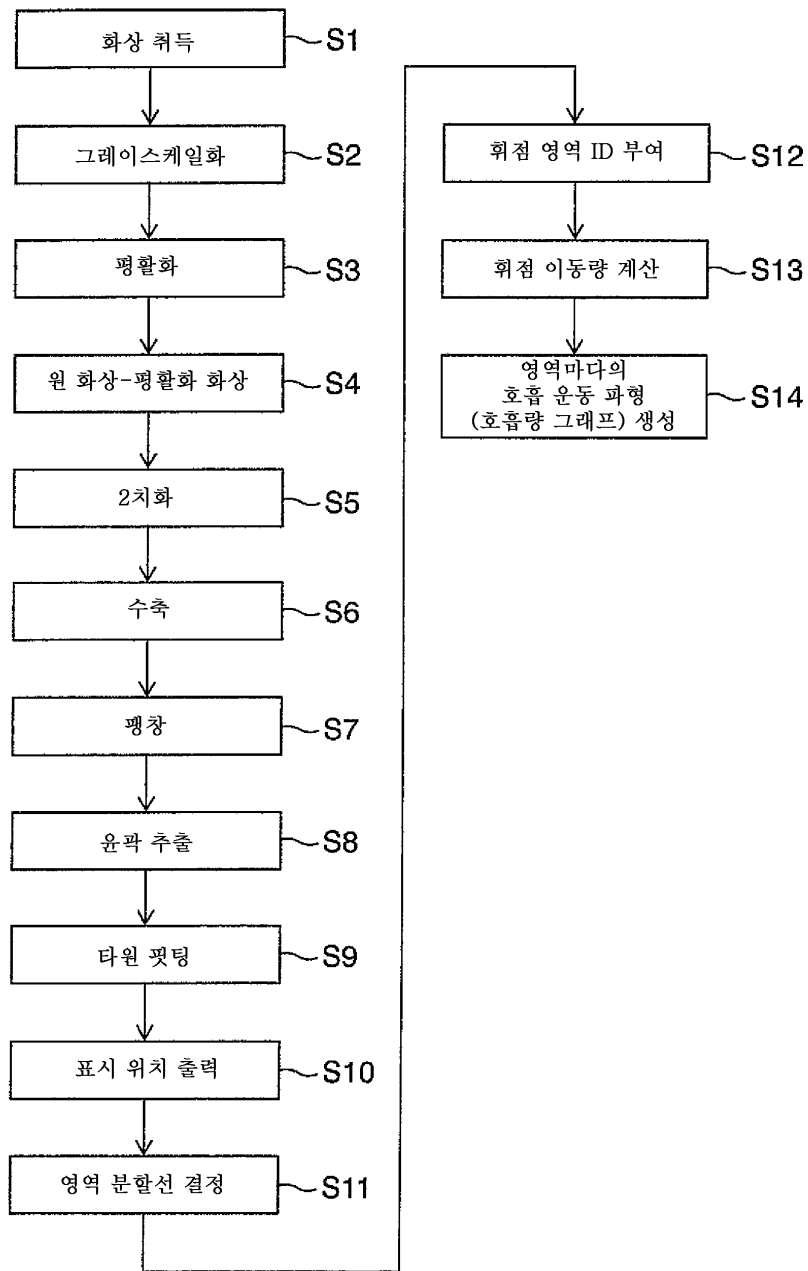 화상 취득
S1
그레이스케일화
S2
평활화
S3
원 화상-평활화 화상
S4
2치화
S5
수축
S6
팽창
S7
윤곽 추출
S8
타원 핏팅
S9
표시 위치 출력
S10
영역 분할선 결정
S11
휘점 영역 ID 부여
S12
휘점 이동량 계산
S13
영역마다의
호흡 운동 파형
(호흡량 그래프) 생성
S14